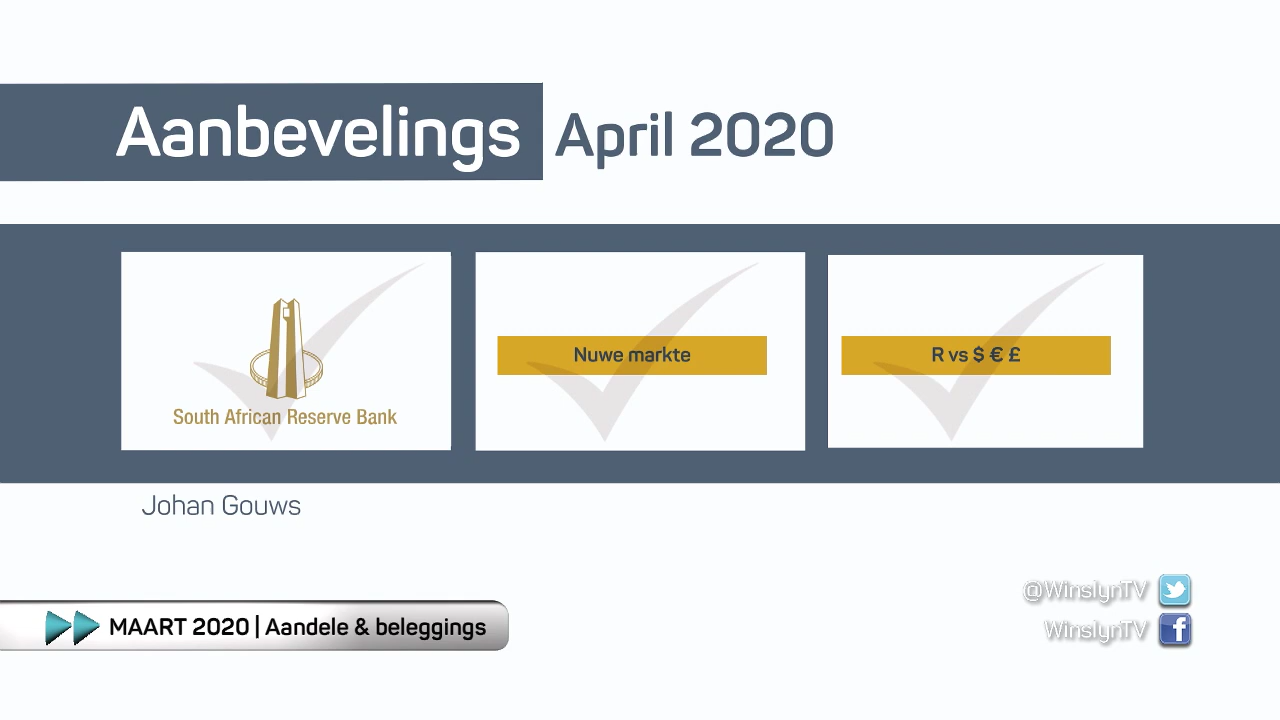 Aanbevelings April 2020
South African Reserve Bank
Nuwe markte
R vs $ € £
Johan Gouws
MAART 2020 | Aandele & beleggings
@WinslynTV
WinslynTV